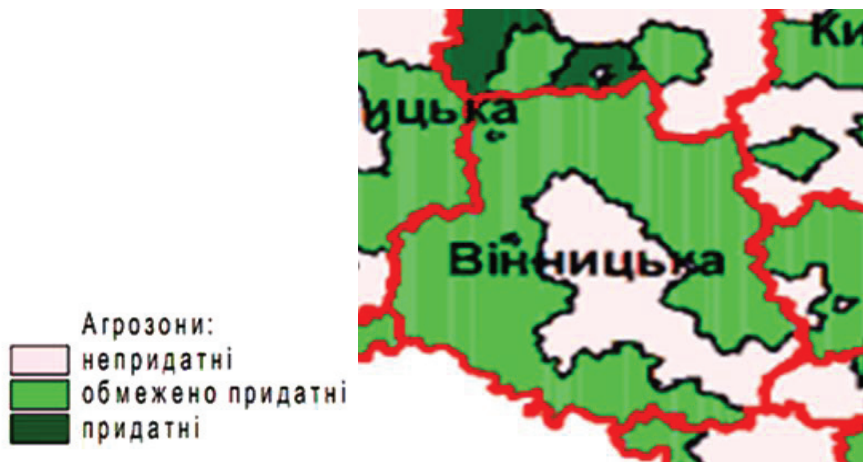 Ки
ицька
Вінницька
Агрозони:
непридатні
обмежено придатні
придатні